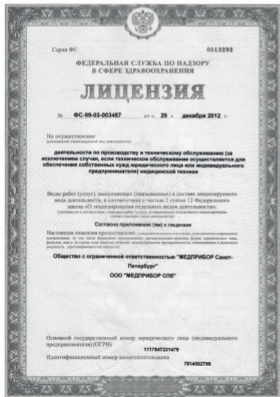 Серия ФС 0013292
ФЕДЕРАЛЬНАЯ СЛУЖБА ПО НАДЗОРУ
В СФЕРЕ ЗДРАВООХРАНЕНИЯ
ЛИЦЕНЗИЯ
№ ФС-99-03-003457 от « 29 » декабря 2012 г.
На осуществление
деятельности по производству и техническому обслуживанию (за
исключением случая, если техническое обслуживание осуществляется для
обеспечения собственных нужд юридического лица или индивидуального
предпринимателя) медицинской техники
Виды работ (услуг), выполняемых (оказываемых) в составе лицензируемого
вида деятельности, в соответствии с частью 2 статьи 12 Федерального
закона «О лицензировании отдельных видов деятельности»:
Согласно приложению (ям) к лицензии
Настоящая лицензия предоставлена
Общество с ограниченной ответственностью "МЕДПРИБОР Санкт-
Петербург"
ООО "МЕДПРИБОР СПб"
Основной государственный номер юридического лица (индивидуального
предпринимателя) (ОГРН) 1117847231479
Идентификационный номер налогоплательщика 7814502706